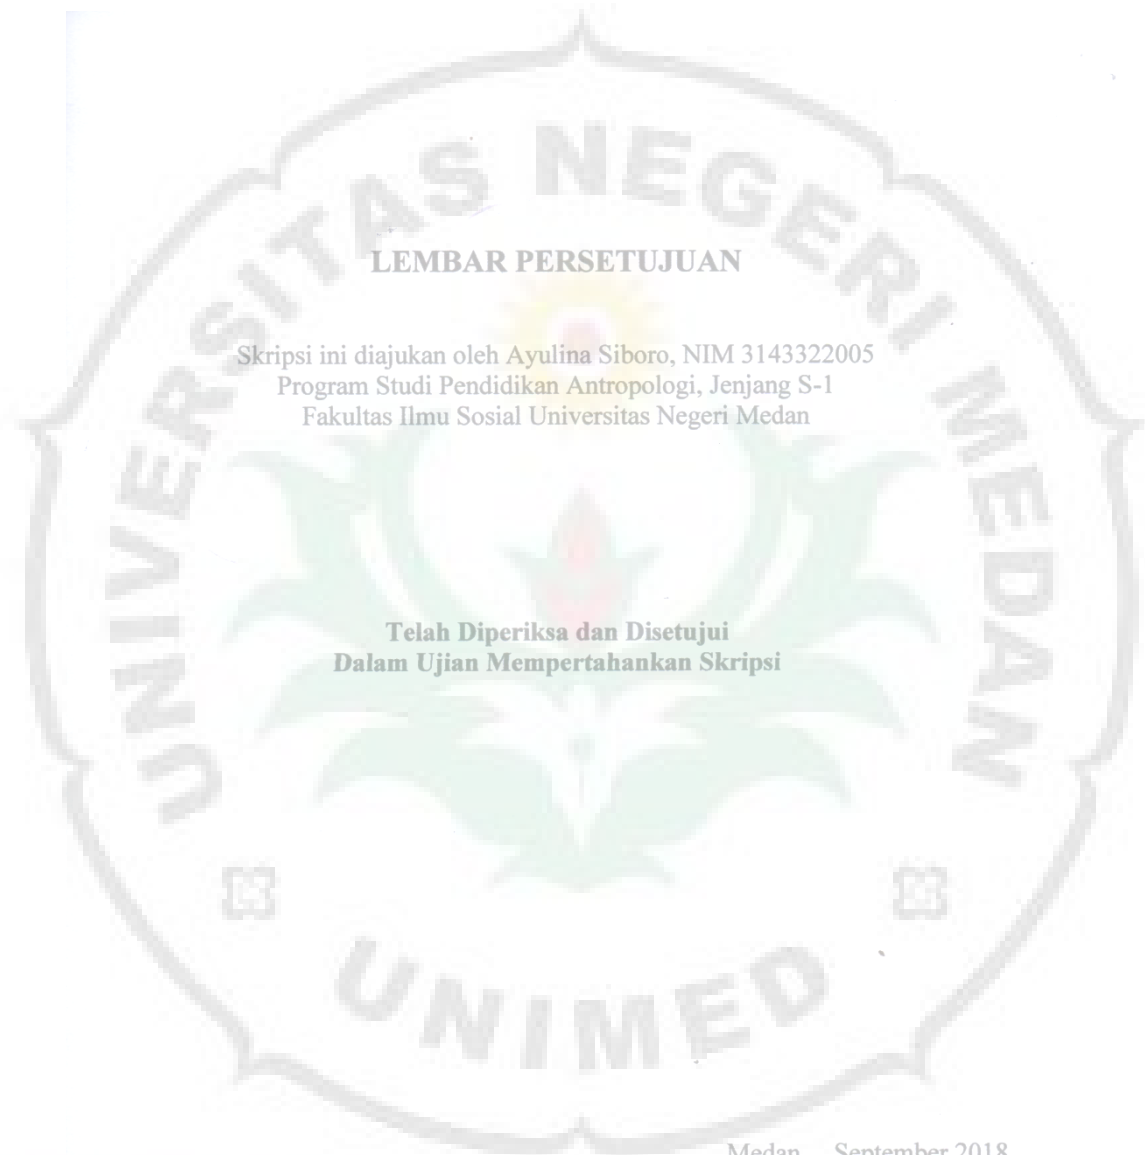 UNIVERSITAS NEGERI MEDAN
LEMBAR PERSETUJUAN
Skripsi ini diajukan oleh Ayulina Siboro, NIM 3143322005
Program Studi Pendidikan Antropologi, Jenjang S-1
Fakultas Ilmu Sosial Universitas Negeri Medan
Telah Diperiksa dan Disetujui
Dalam Ujian Mempertahankan Skripsi
UNIMED
Medan, September 2018